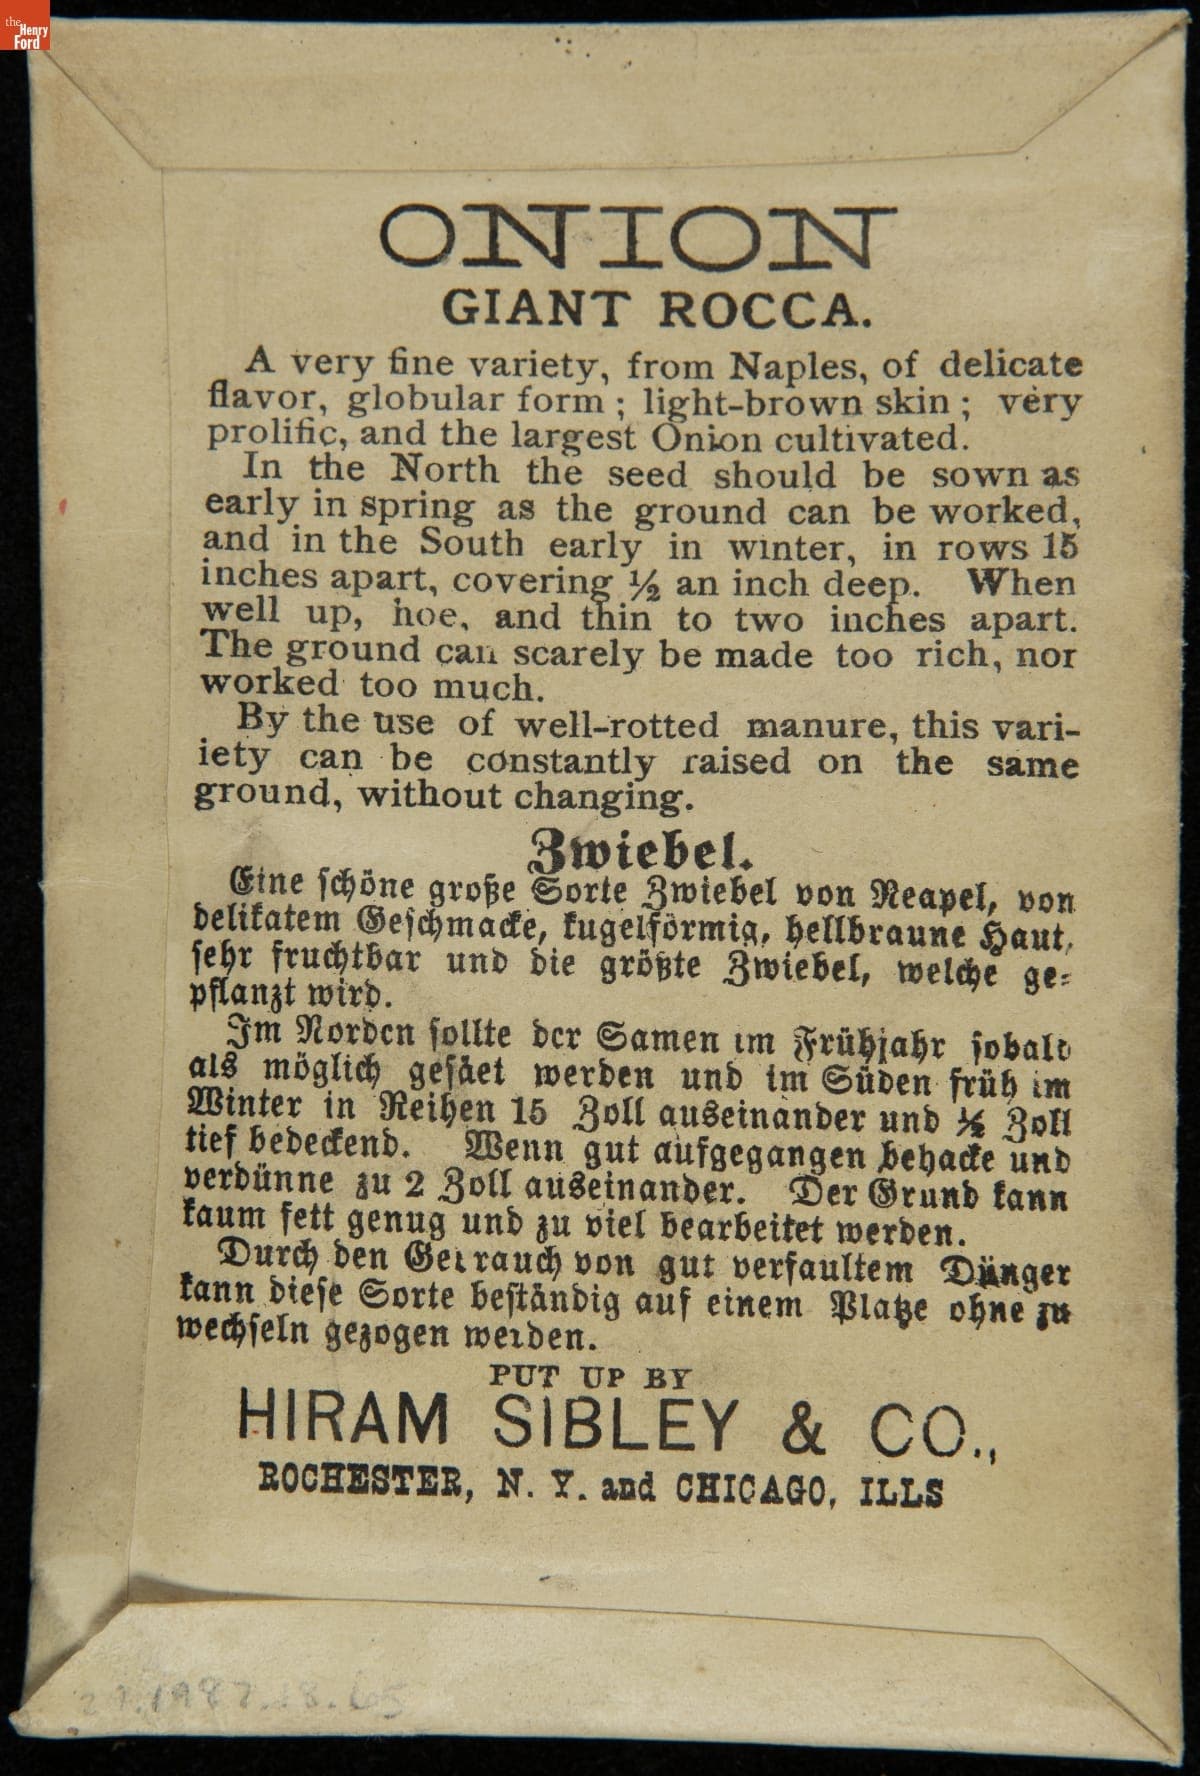 the
Henry
Ford
ONION
GIANT ROCCA.
A very fine variety, from Naples, of delicate
flavor, globular form ; light-brown skin ; very
prolific, and the largest Onion cultivated.
In the North the seed should be sown as
early in spring as the ground can be worked,
and in the South early in winter, in rows 15
inches apart, covering ½ an inch deep. When
well up, hoe, and thin to two inches apart.
The ground can scarely be made too rich, nor
worked too much.
By the use of well-rotted manure, this vari-
iety can be constantly raised on the same
ground, without changing.
Zwiebel.
Eine schöne große Sorte Zwiebel von Neapel, von
delikatem Geschmacke, kugelförmig, hellbraune Haut,
sehr fruchtbar und die größte Zwiebel, welche ge-
pflanzt wird.
Im Norden sollte der Samen im Frühjahr sobald
als möglich gesäet werden und im Süden früh im
Winter in Reihen 15 Zoll auseinander und ½ Zoll
tief bedeckend. Wenn gut aufgegangen behacke und
verdünne zu 2 Zoll auseinander. Der Grund kann
kaum fett genug und zu viel bearbeitet werden.
Durch den Gebrauch von gut verfaultem Dünger
kann diese Sorte beständig auf einem Platze ohne zu
wechseln gezogen werden.
PUT UP BY
HIRAM SIBLEY & CO.,
ROCHESTER, N. Y. and CHICAGO, ILLS
29.1987.18.65